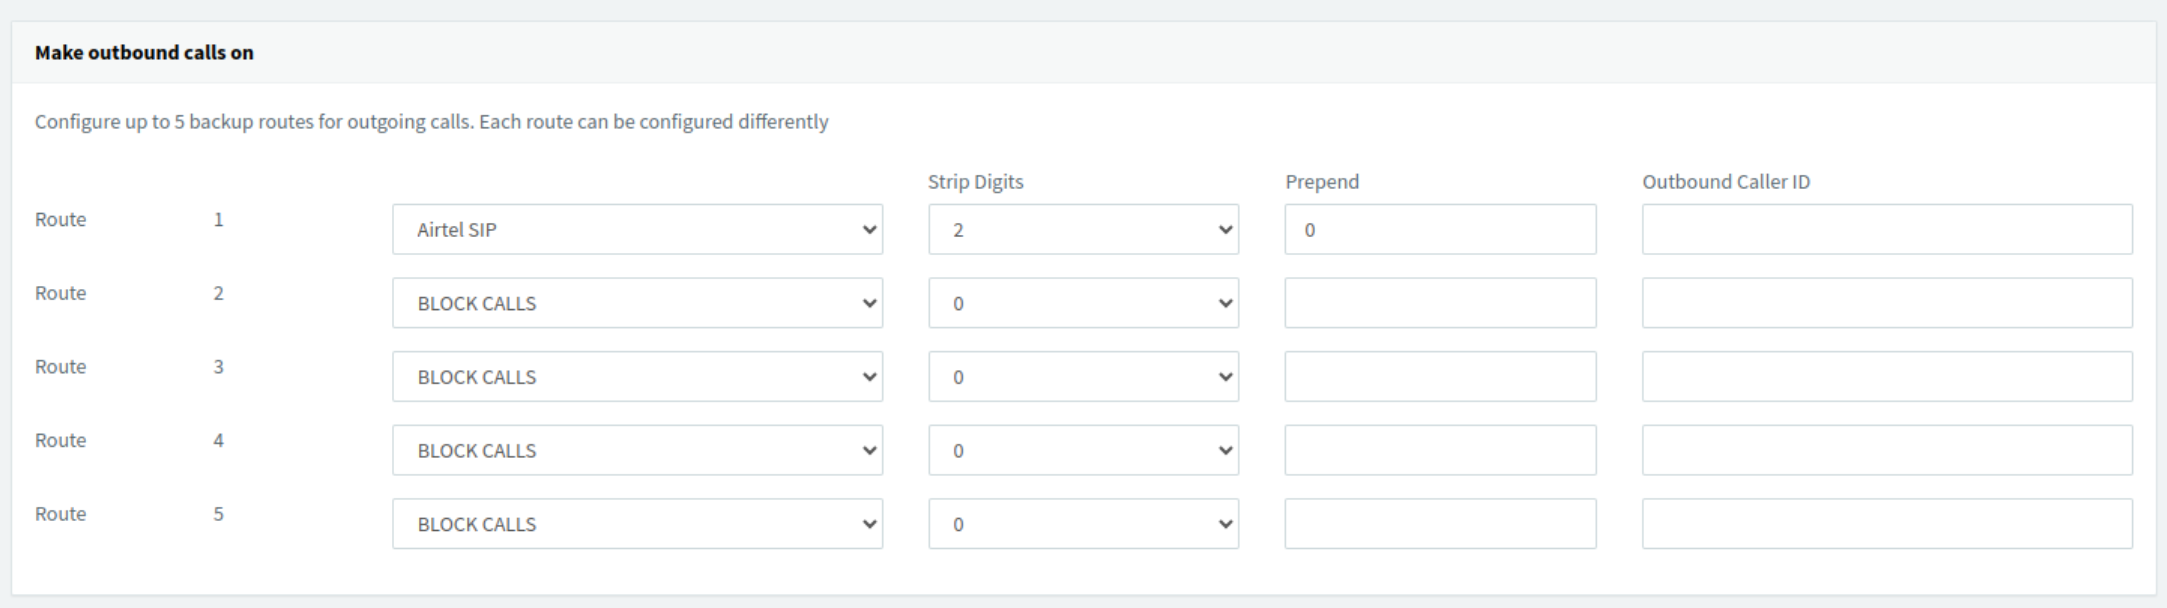 Make outbound calls on
Configure up to 5 backup routes for outgoing calls. Each route can be configured differently
Strip Digits Prepend Outbound Caller ID
Route 1 Airtel SIP 2 0
Route 2 BLOCK CALLS 0
Route 3 BLOCK CALLS 0
Route 4 BLOCK CALLS 0
Route 5 BLOCK CALLS 0